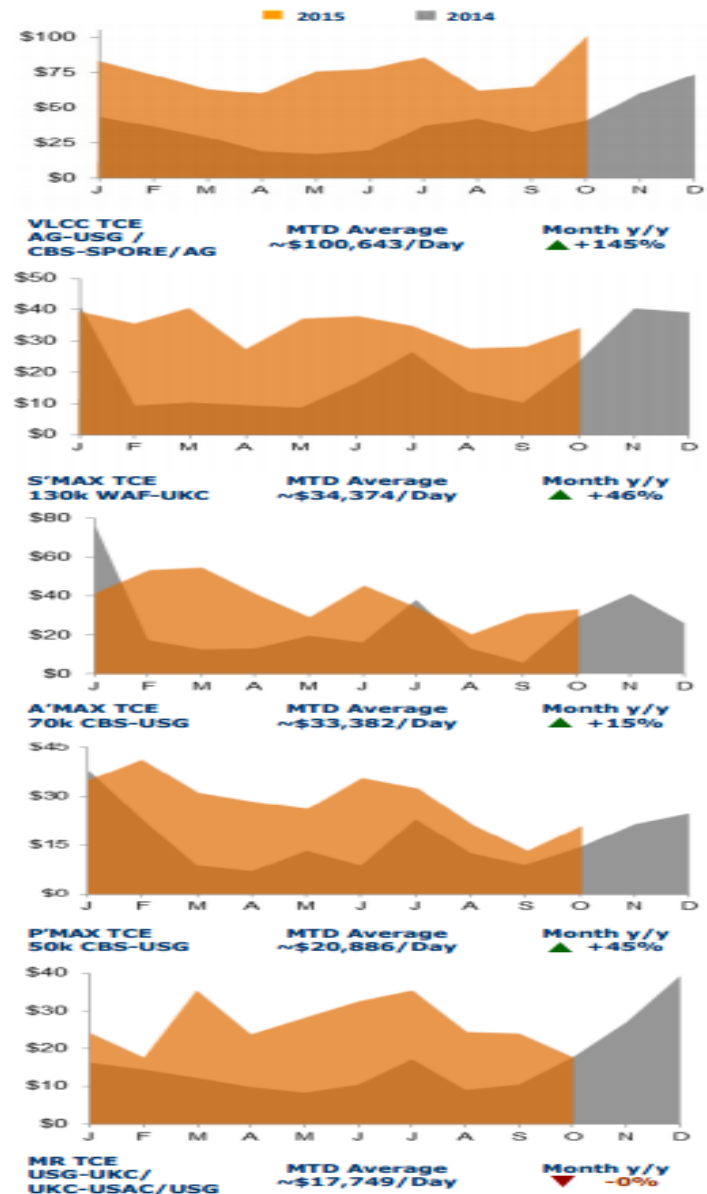 2015 2014
$100
$75
$50
$25
$0
J F M A M J J A S O N D
VLCC TCE
AG-USG / MTD Average Month y/y
CBS-SPORE/AG ~$100,643/Day ▲+145%
$50
$40
$30
$20
$10
$0
J F M A M J J A S O N D
S'MAX TCE MTD Average Month y/y
130k WAF-UKC ~$34,374/Day ▲ +46%
$80
$60
$40
$20
$0
J F M A M J J A S O N D
A'MAX TCE MTD Average Month y/y
70k CBS-USG ~$33,382/Day ▲ +15%
$45
$30
$15
$0
J F M A M J J A S O N D
P'MAX TCE MTD Average Month y/y
50k CBS-USG ~$20,886/Day ▲ +45%
$40
$30
$20
$10
$0
J F M A M J J A S O N D
MR TCE
USG-UKC/ MTD Average Month y/y
UKC-USAC/USG ~$17,749/Day ▼ -0%